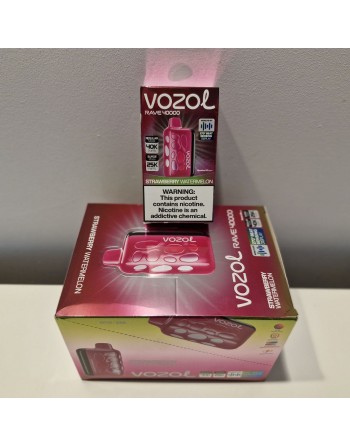 VOZOL
RAVE 40000
40K
25K
STRAWBERRY WATERMELON
WARNING:
This product
contains nicotine.
Nicotine is an
addictive chemical.
STRAWBERRY WATERMELON
VOZOL RAVE 40000
STRAWBERRY
WATERMELON